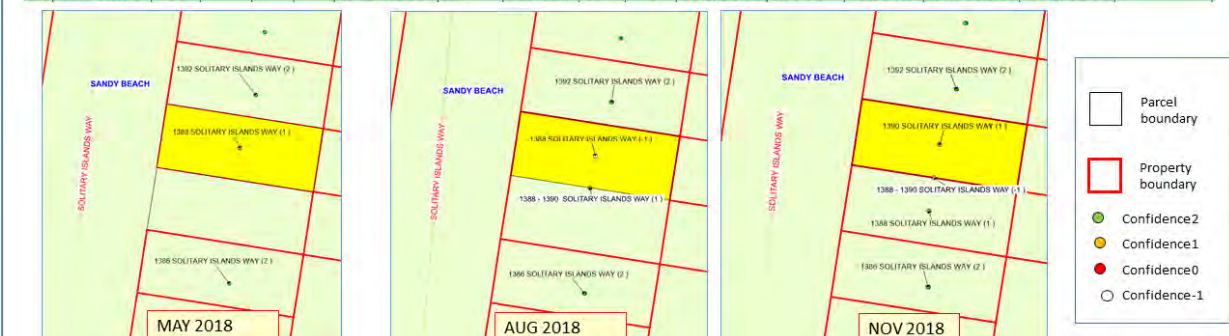 1392 SOLITARY ISLANDS WAY (2 )
SANDY BEACH
1388 SOLITARY ISLANDS WAY (1 )
SOLITARY ISLANDS WAY
1386 SOLITARY ISLANDS WAY (2 )
MAY 2018
1392 SOLITARY ISLANDS WAY (2 )
SANDY BEACH
1388 SOLITARY ISLANDS WAY (-1 )
SOLITARY ISLANDS WAY
1388 - 1390 SOLITARY ISLANDS WAY (1 )
1386 SOLITARY ISLANDS WAY (2 )
AUG 2018
1392 SOLITARY ISLANDS WAY (2 )
SANDY BEACH
1390 SOLITARY ISLANDS WAY (1 )
SOLITARY ISLANDS WAY
1388 - 1390 SOLITARY ISLANDS WAY (-1 )
1388 SOLITARY ISLANDS WAY (1 )
1386 SOLITARY ISLANDS WAY (2 )
NOV 2018
Parcel
boundary
Property
boundary
Confidence2
Confidence1
Confidence0
Confidence-1